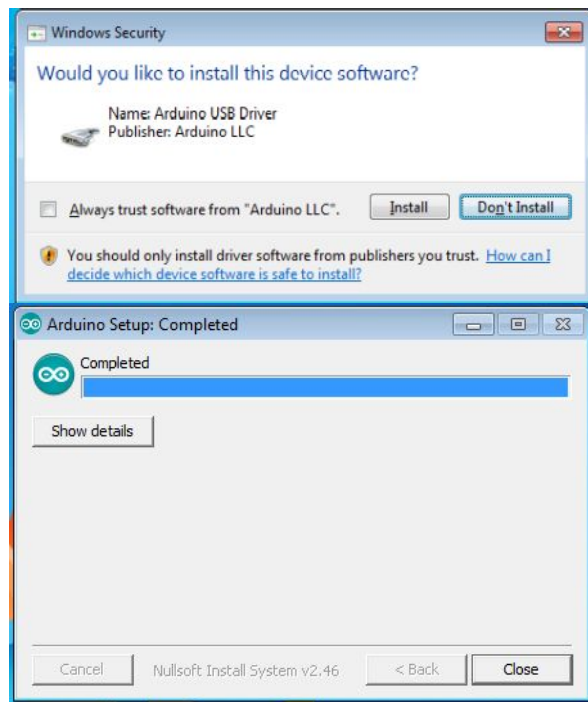 Windows Security
Would you like to install this device software?
Name: Arduino USB Driver
Publisher: Arduino LLC
Always trust software from "Arduino LLC".
Install
Don't Install
You should only install driver software from publishers you trust. How can I
decide which device software is safe to install?
Arduino Setup: Completed
Completed
Show details
Cancel
Nullsoft Install System v2.46
< Back
Close